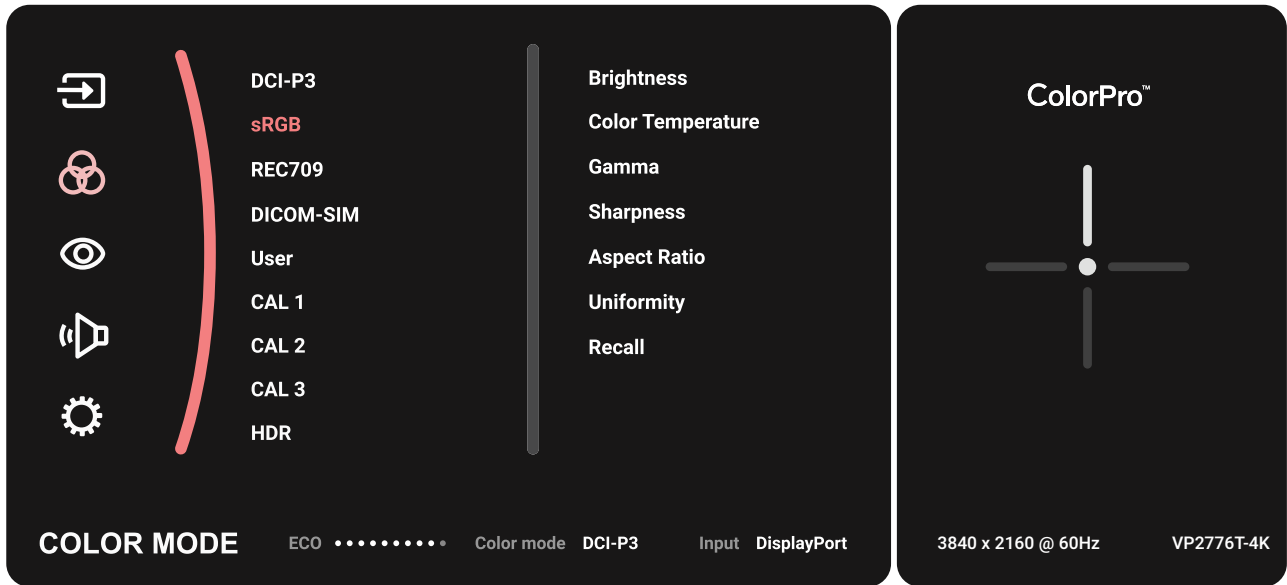 DCI-P3
sRGB
REC709
DICOM-SIM
User
CAL 1
CAL 2
CAL 3
HDR
Brightness
Color Temperature
Gamma
Sharpness
Aspect Ratio
Uniformity
Recall
COLOR MODE
ECO
Color mode DCI-P3
Input DisplayPort
ColorPro™
3840 x 2160 @ 60Hz
VP2776T-4K